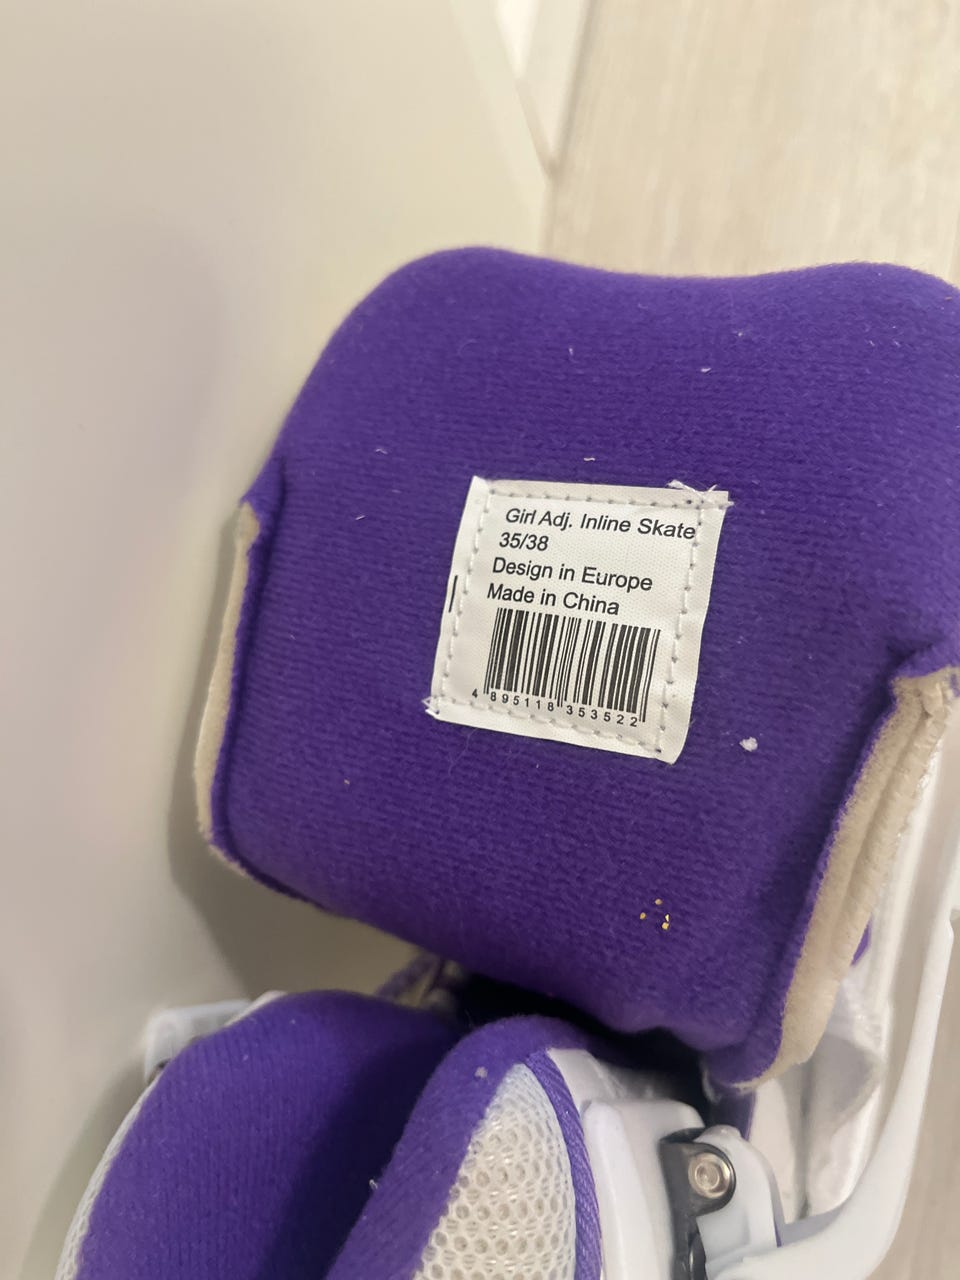 Girl Adj. Inline Skate
35/38
Design in Europe
Made in China
4 895118 353522